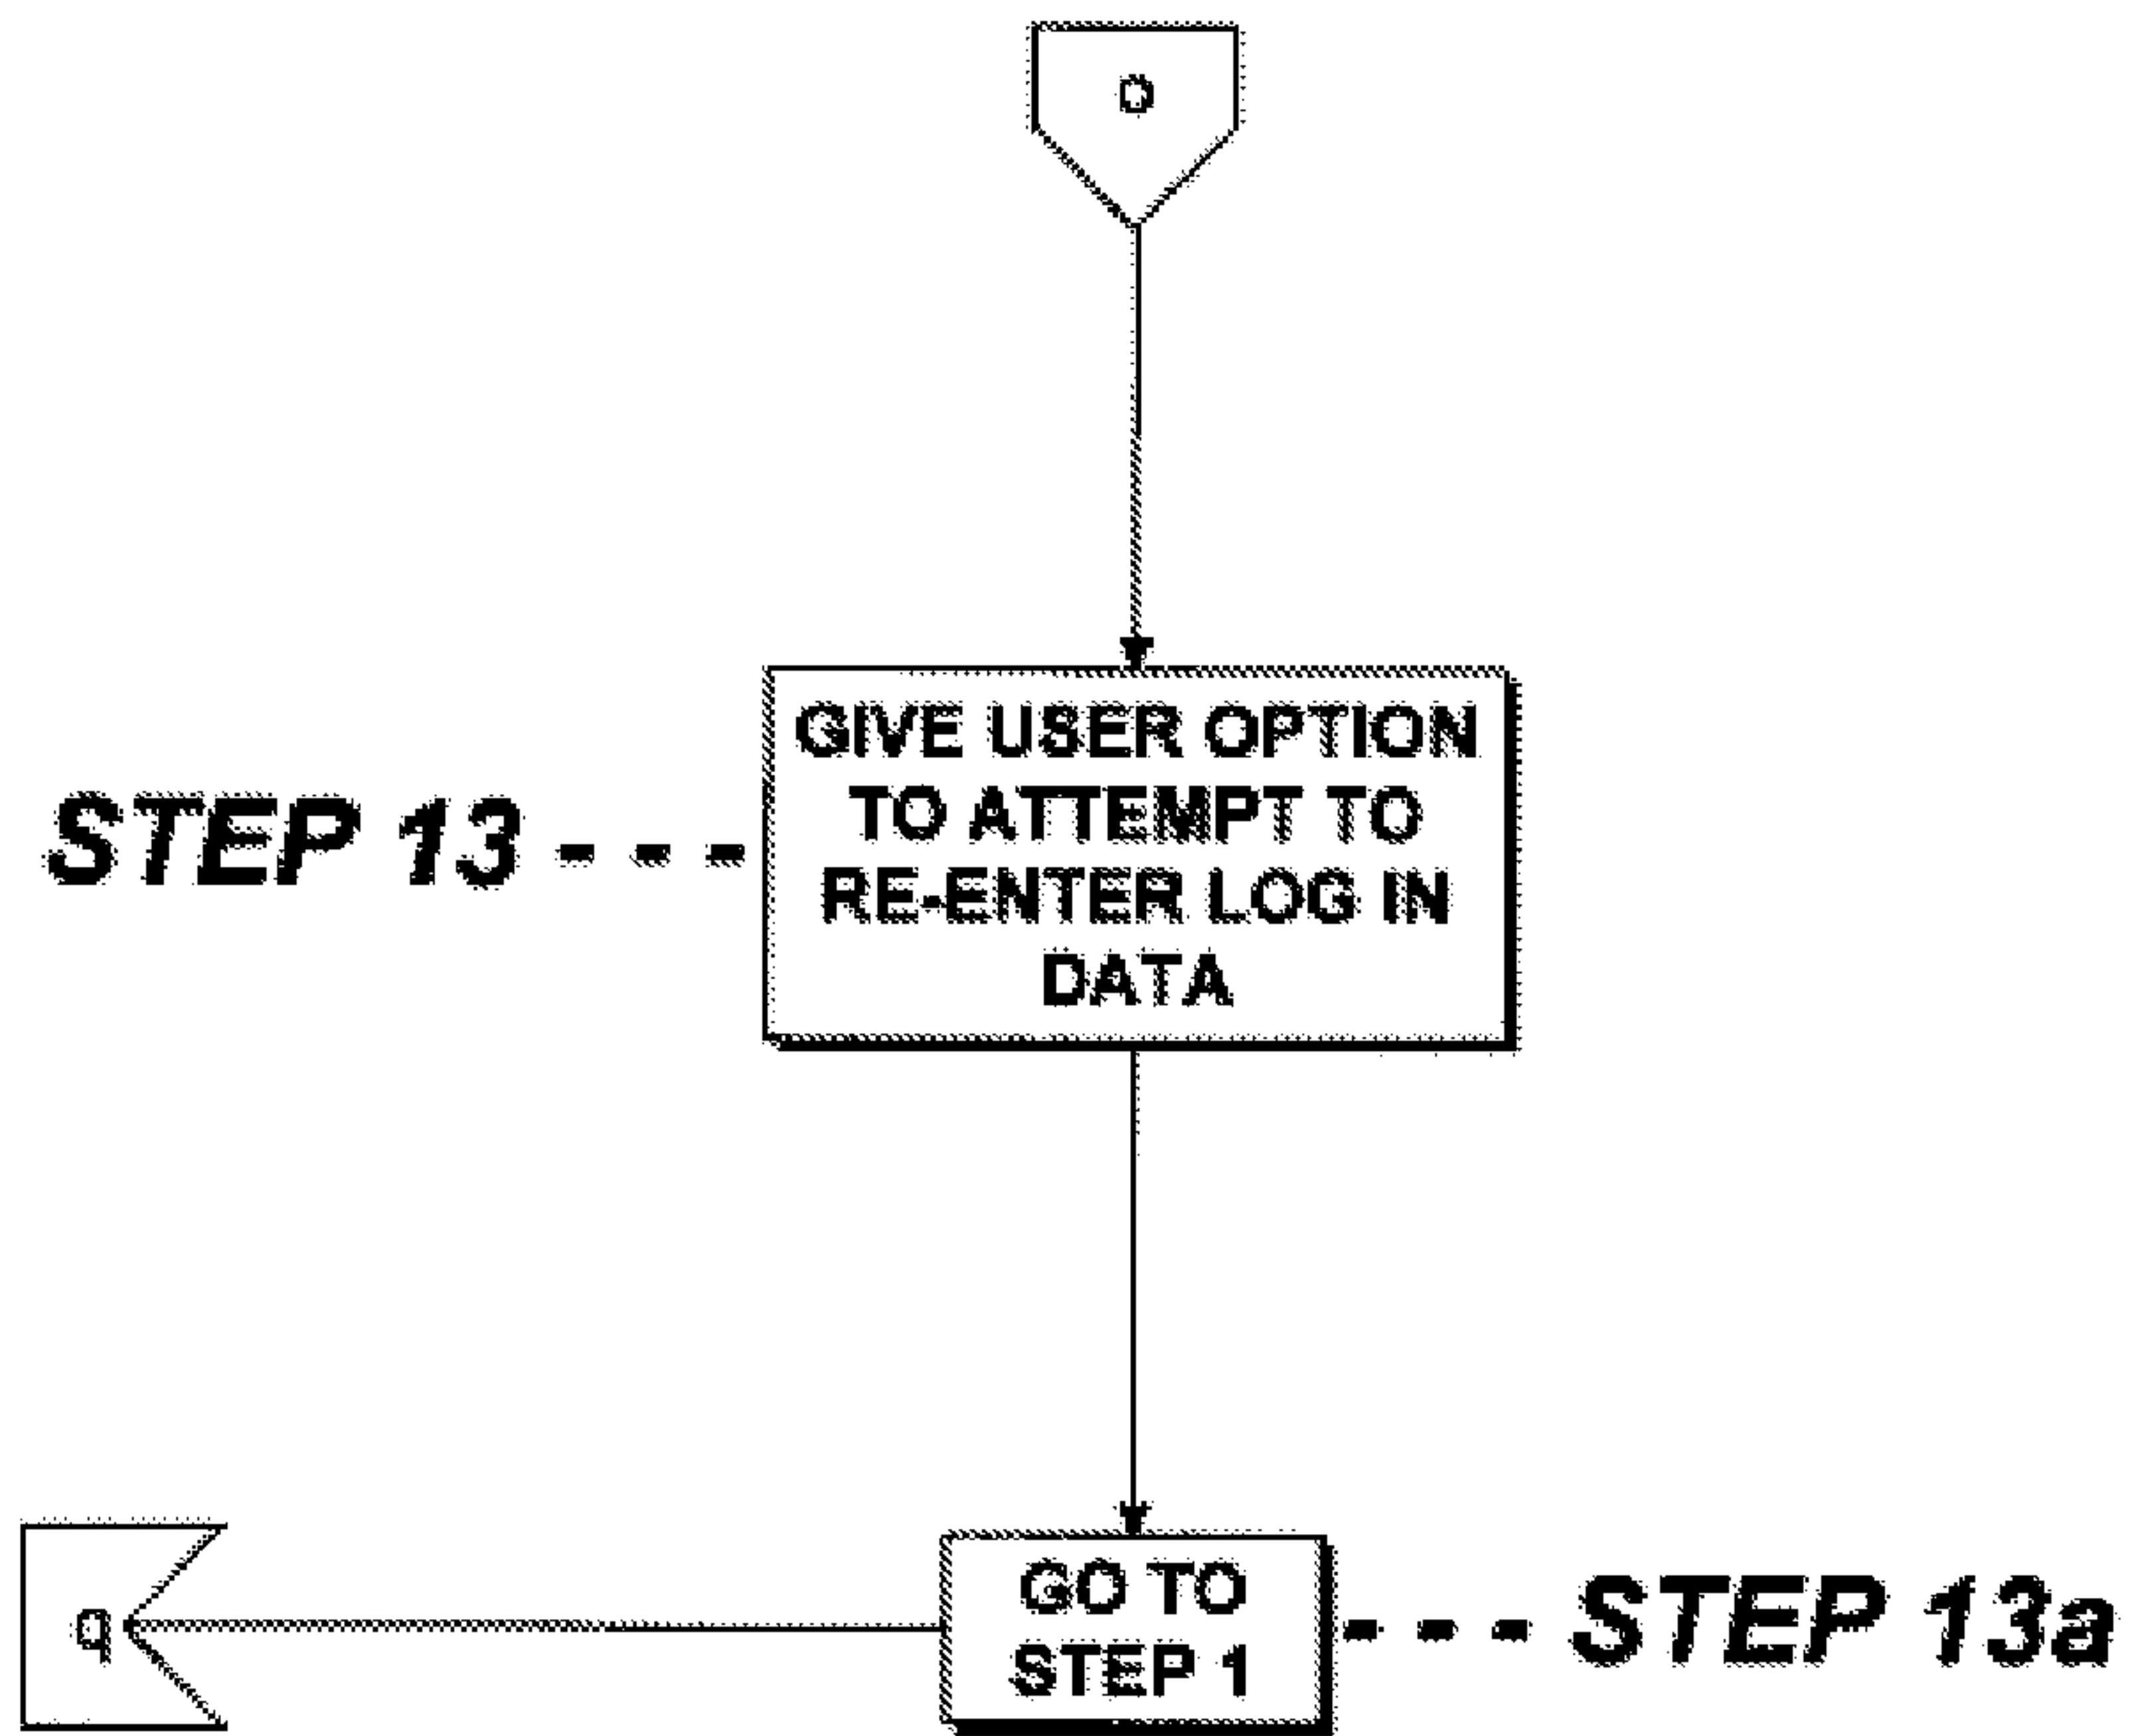 o
GIVE USER OPTION
TO ATTEMPT TO
RE-ENTER LOG IN
DATA
STEP 13
GO TO
STEP 1
STEP 13a
q